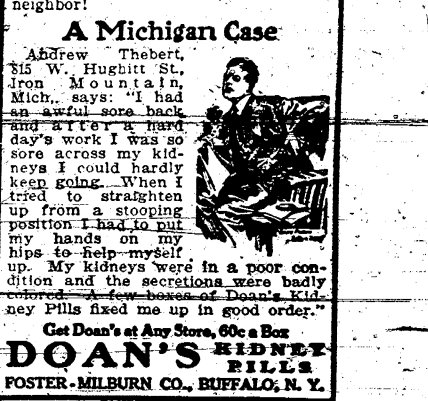 neighbor!
A Michigan Case
Andrew Thebert,
815 W. Hughitt St.,
Iron Mountain,
Mich., says: "I had
an awful sore back
and after a hard
day's work I was so
sore across my kid-
neys I could hardly
keep going. When I
tried to straighten
up from a stooping
position I had to put
my hands on my
hips to help myself
up. My kidneys were in a poor con-
dition and the secretions were badly
colored. A few boxes of Doan's Kid-
ney Pills fixed me up in good order."
Get Doan's at Any Store, 60c a Box
DOAN'S KIDNEY
PILLS
FOSTER-MILBURN CO., BUFFALO, N. Y.